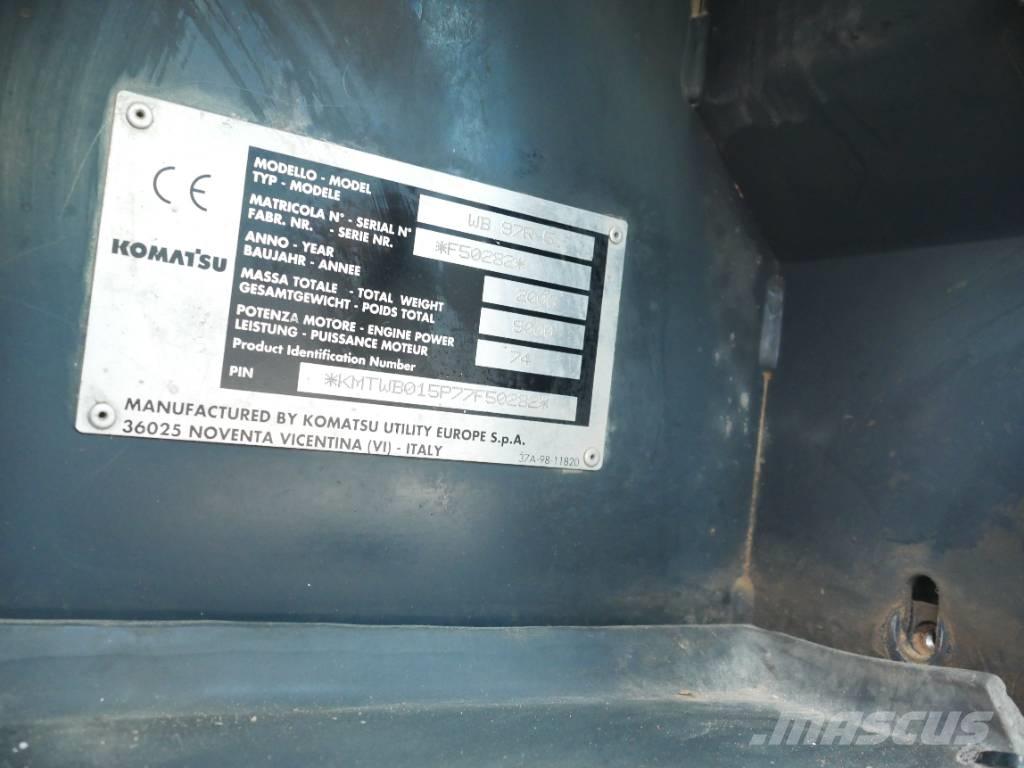 CE
KOMATSU
MODELLO - MODEL
TYP - MODELE
WB 97R-5
MATRICOLA N° - SERIAL N°
FABR. NR. - SERIE NR.
*F50282*
ANNO - YEAR
BAUJAHR - ANNEE
MASSA TOTALE - TOTAL WEIGHT
GESAMTGEWICHT - POIDS TOTAL
POTENZA MOTORE - ENGINE POWER
LEISTUNG - PUISSANCE MOTEUR
74
Product Identification Number
PIN
*KMTWB015P77F50282*
MANUFACTURED BY KOMATSU UTILITY EUROPE S.p.A.
36025 NOVENTA VICENTINA (VI) - ITALY
37A-98-11820
MASCUS